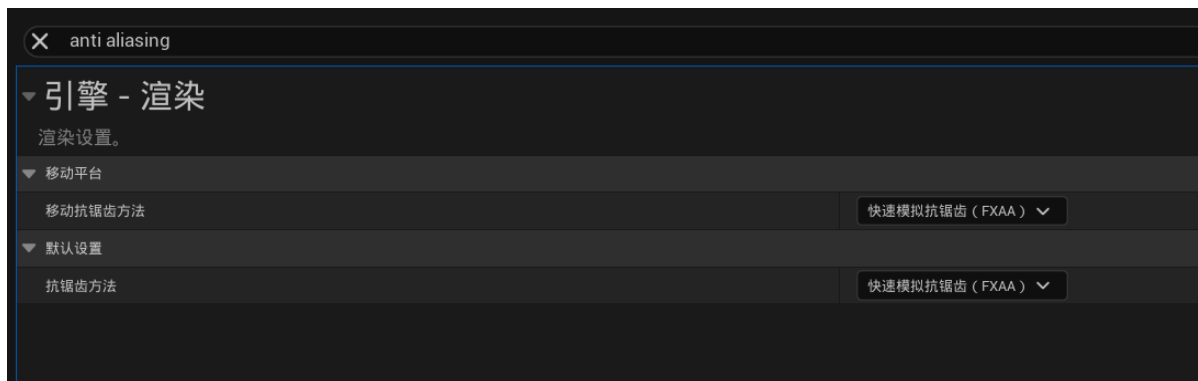 anti aliasing
引擎 - 渲染
渲染设置。
移动平台
移动抗锯齿方法
快速模拟抗锯齿 ( FXAA )
默认设置
抗锯齿方法
快速模拟抗锯齿 ( FXAA )